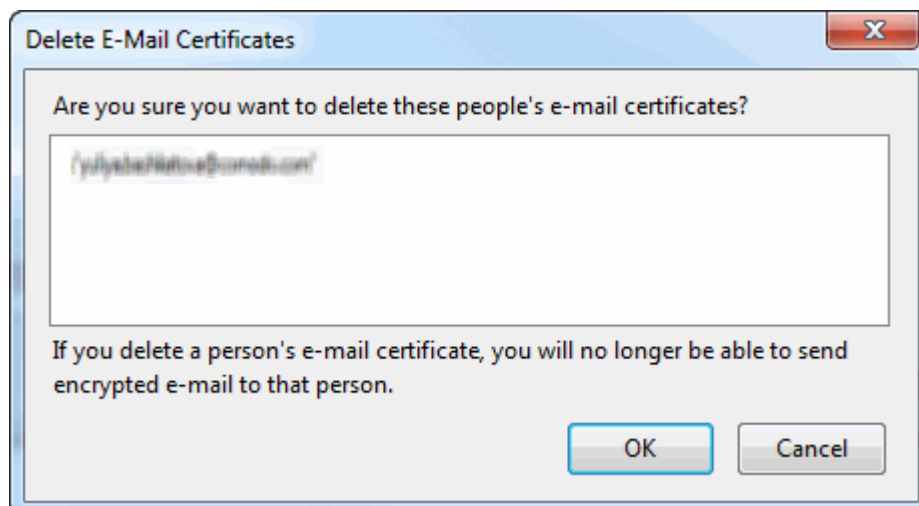 Delete E-Mail Certificates
Are you sure you want to delete these people's e-mail certificates?
If you delete a person's e-mail certificate, you will no longer be able to send
encrypted e-mail to that person.
OK
Cancel